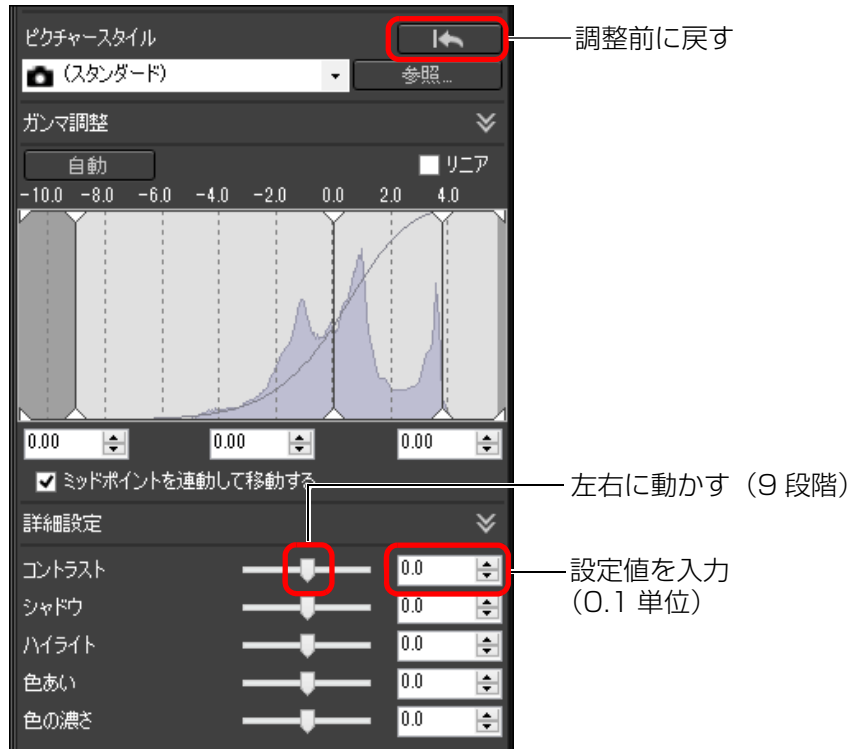 ピクチャースタイル
調整前に戻す
(スタンダード)
参照...
ガンマ調整
自動
リニア
-10.0 -8.0 -6.0 -4.0 -2.0 0.0 2.0 4.0
0.00 0.00 0.00
ミッドポイントを連動して移動する
左右に動かす（9 段階）
詳細設定
コントラスト 0.0
設定値を入力
（0.1 単位）
シャドウ 0.0
ハイライト 0.0
色あい 0.0
色の濃さ 0.0